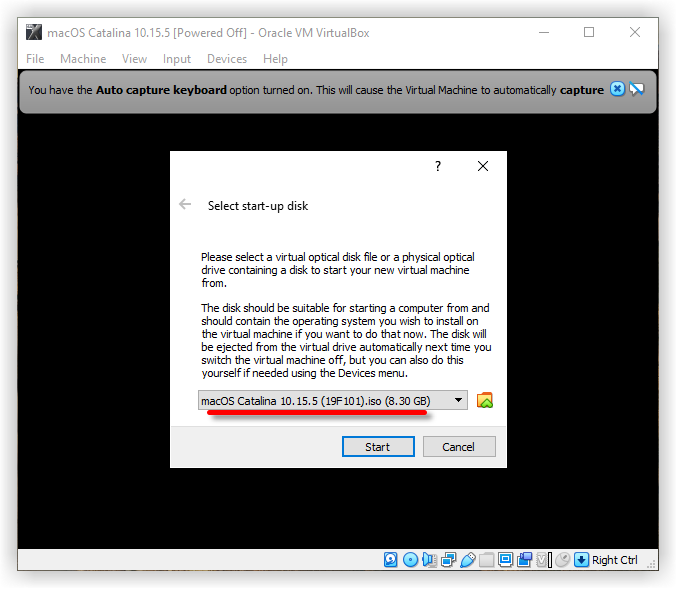 macOS Catalina 10.15.5 [Powered Off] - Oracle VM VirtualBox
File Machine View Input Devices Help
You have the Auto capture keyboard option turned on. This will cause the Virtual Machine to automatically capture
?
Select start-up disk
Please select a virtual optical disk file or a physical optical
drive containing a disk to start your new virtual machine
from.
The disk should be suitable for starting a computer from and
should contain the operating system you wish to install on
the virtual machine if you want to do that now. The disk will
be ejected from the virtual drive automatically next time you
switch the virtual machine off, but you can also do this
yourself if needed using the Devices menu.
macOS Catalina 10.15.5 (19F101).iso (8.30 GB)
Start Cancel
Right Ctrl